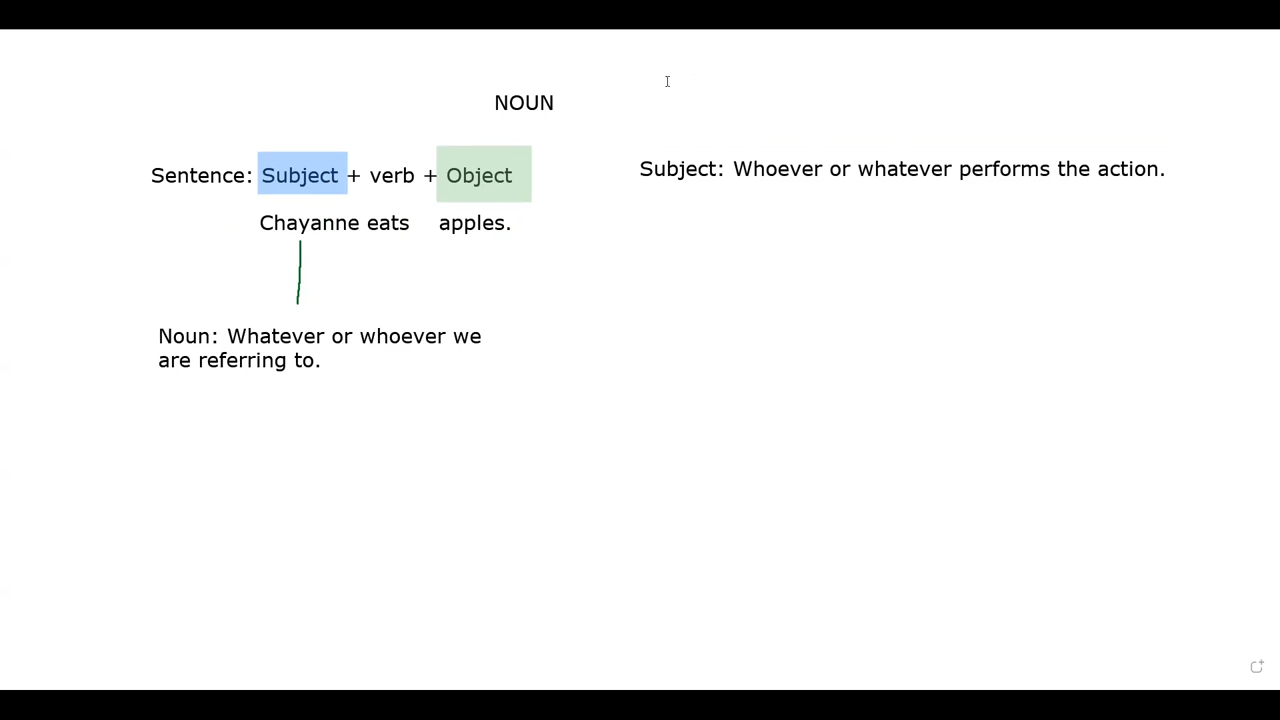 NOUN
Sentence: Subject + verb + Object
Subject: Whoever or whatever performs the action.
Chayanne eats apples.
Noun: Whatever or whoever we
are referring to.